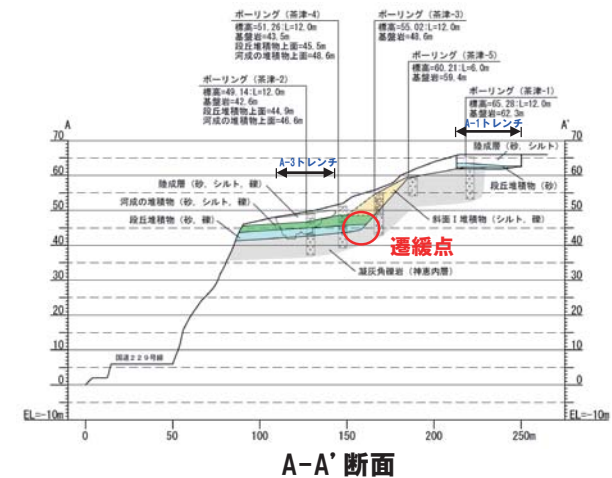 ボーリング (茶津-4)
標高=51.26:L=12.0m
基盤岩=43.5m
段丘堆積物上面=45.5m
河成の堆積物上面=48.6m
ボーリング (茶津-3)
標高=55.02:L=12.0m
基盤岩=48.6m
ボーリング (茶津-5)
標高=60.21:L=6.0m
基盤岩=59.4m
ボーリング (茶津-2)
標高=49.14:L=12.0m
基盤岩=42.6m
段丘堆積物上面=44.9m
河成の堆積物上面=46.6m
ボーリング (茶津-1)
標高=65.28:L=12.0m
基盤岩=62.3m
A
A'
A-1トレンチ
A-3トレンチ
陸成層 (砂, シルト)
段丘堆積物 (砂)
陸成層 (砂, シルト, 礫)
河成の堆積物 (砂, シルト, 礫)
段丘堆積物 (砂, 礫)
斜面Ⅰ堆積物 (シルト, 礫)
遷緩点
凝灰角礫岩 (神恵内層)
国道229号線
70
60
50
40
30
20
10
0
EL=-10m
70
60
50
40
30
20
10
0
EL=-10m
0
50
100
150
200
250m
A-A' 断面